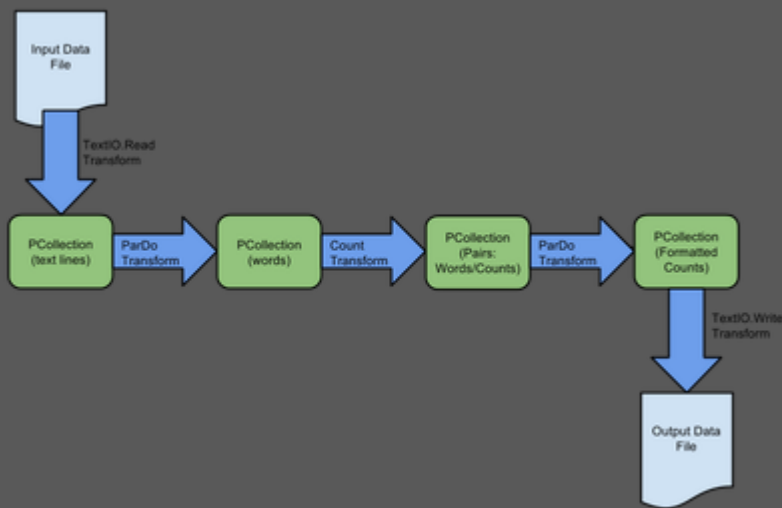 Input Data
File
TextIO.Read
Transform
PCollection
(text lines)
ParDo
Transform
PCollection
(words)
Count
Transform
PCollection
(Pairs:
Words/Counts)
ParDo
Transform
PCollection
(Formatted
Counts)
TextIO.Write
Transform
Output Data
File